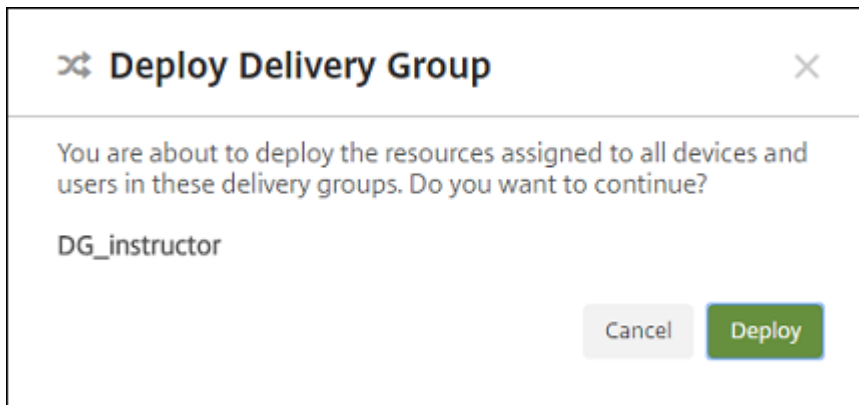 Deploy Delivery Group
You are about to deploy the resources assigned to all devices and
users in these delivery groups. Do you want to continue?
DG_instructor
Cancel
Deploy